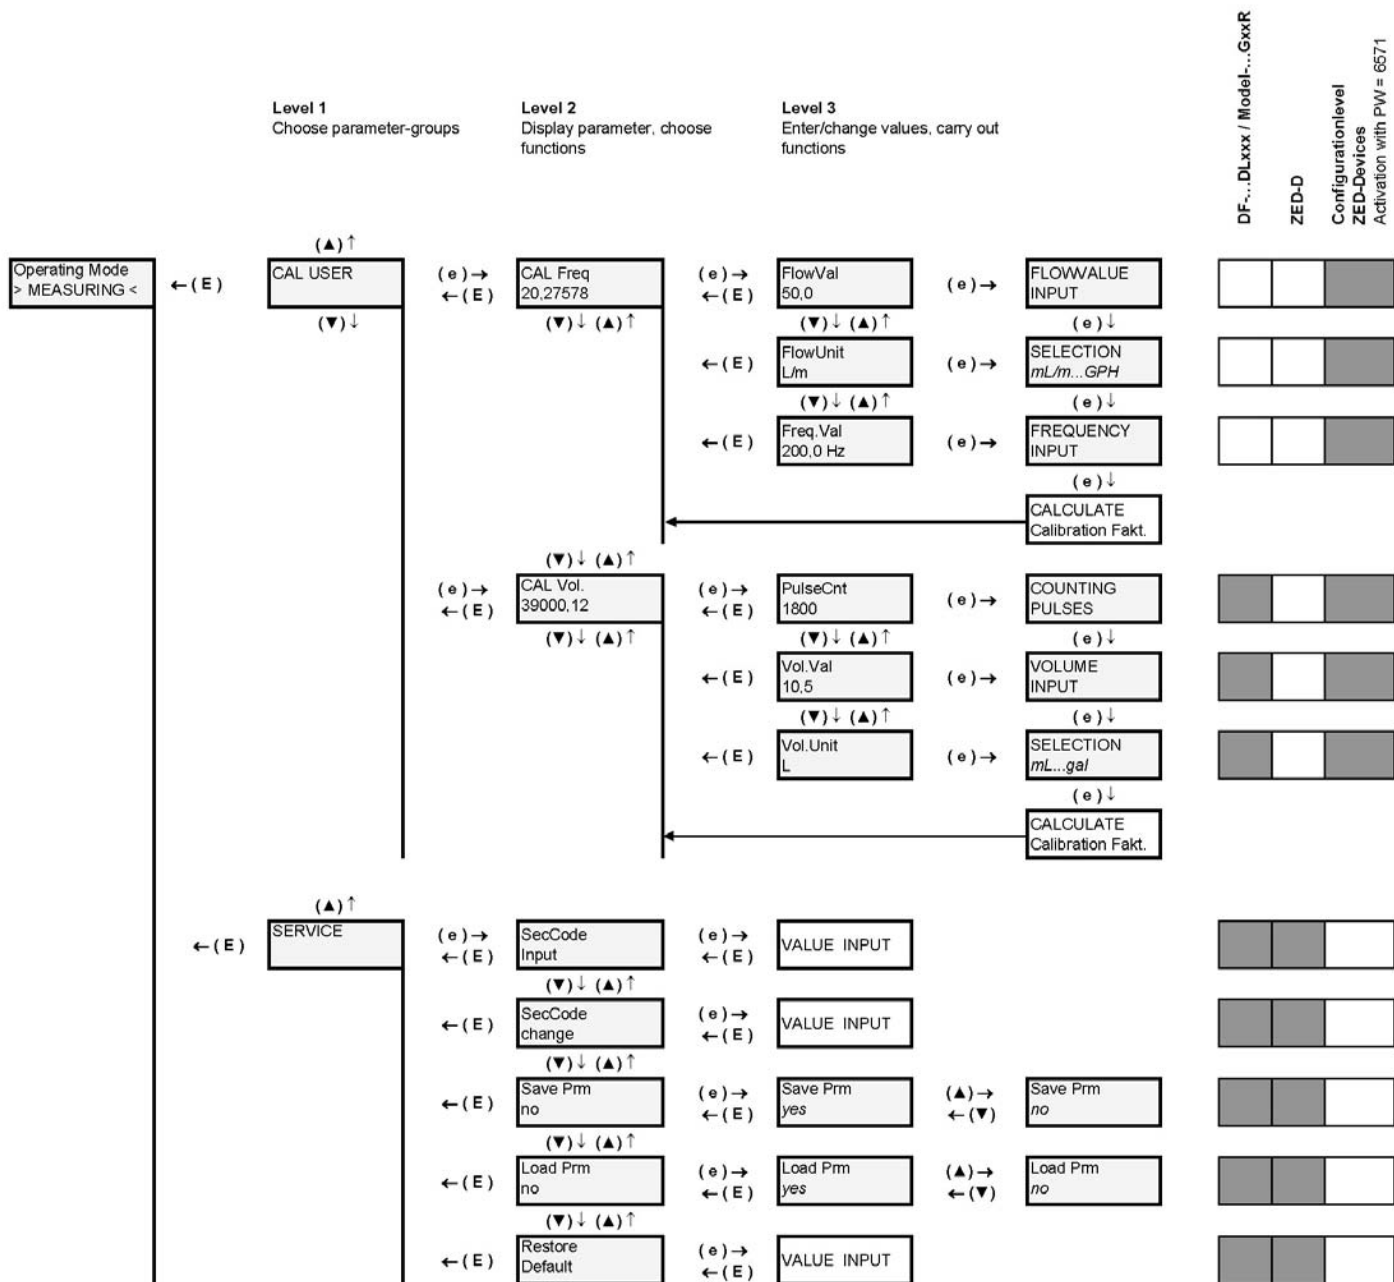 DF-...DLxxx / Model-...GxxR
ZED-D
Configurationlevel
ZED-Devices
Activation with PW = 6571
Level 1
Choose parameter-groups
Level 2
Display parameter, choose
functions
Level 3
Enter/change values, carry out
functions
(▲)↑
Operating Mode
> MEASURING <
←(E)
CAL USER
(e)→
←(E)
CAL Freq
20,27578
(e)→
←(E)
FlowVal
50,0
(e)→
FLOWVALUE
INPUT
(▼)↓
(▼)↓ (▲)↑
(▼)↓ (▲)↑
(e)↓
←(E)
FlowUnit
L/m
(e)→
SELECTION
mL/m...GPH
(▼)↓ (▲)↑
(e)↓
←(E)
Freq.Val
200,0 Hz
(e)→
FREQUENCY
INPUT
(e)↓
CALCULATE
Calibration Fakt.
(▼)↓ (▲)↑
(e)→
←(E)
CAL Vol.
39000,12
(e)→
←(E)
PulseCnt
1800
(e)→
COUNTING
PULSES
(▼)↓ (▲)↑
(▼)↓ (▲)↑
(e)↓
←(E)
Vol.Val
10,5
(e)→
VOLUME
INPUT
(▼)↓ (▲)↑
(e)↓
←(E)
Vol.Unit
L
(e)→
SELECTION
mL...gal
(e)↓
CALCULATE
Calibration Fakt.
(▲)↑
←(E)
SERVICE
(e)→
←(E)
SecCode
Input
(e)→
←(E)
VALUE INPUT
(▼)↓ (▲)↑
←(E)
SecCode
change
(e)→
←(E)
VALUE INPUT
(▼)↓ (▲)↑
←(E)
Save Prm
no
(e)→
←(E)
Save Prm
yes
(▲)→
←(▼)
Save Prm
no
(▼)↓ (▲)↑
←(E)
Load Prm
no
(e)→
←(E)
Load Prm
yes
(▲)→
←(▼)
Load Prm
no
(▼)↓ (▲)↑
←(E)
Restore
Default
(e)→
←(E)
VALUE INPUT